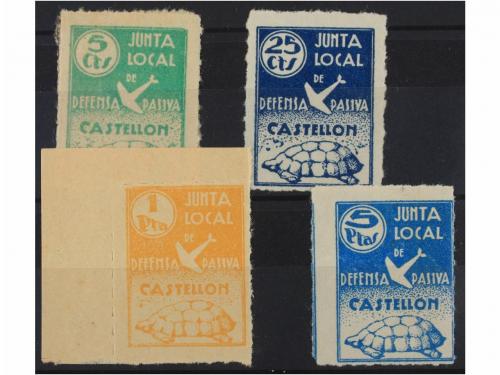 5
Cts
JUNTA
LOCAL
DE
DEFENSA PASIVA
CASTELLON
25
Cts
JUNTA
LOCAL
DE
DEFENSA PASIVA
CASTELLON
1
Pta
JUNTA
LOCAL
DE
DEFENSA PASIVA
CASTELLON
5
Ptas
JUNTA
LOCAL
DE
DEFENSA PASIVA
CASTELLON